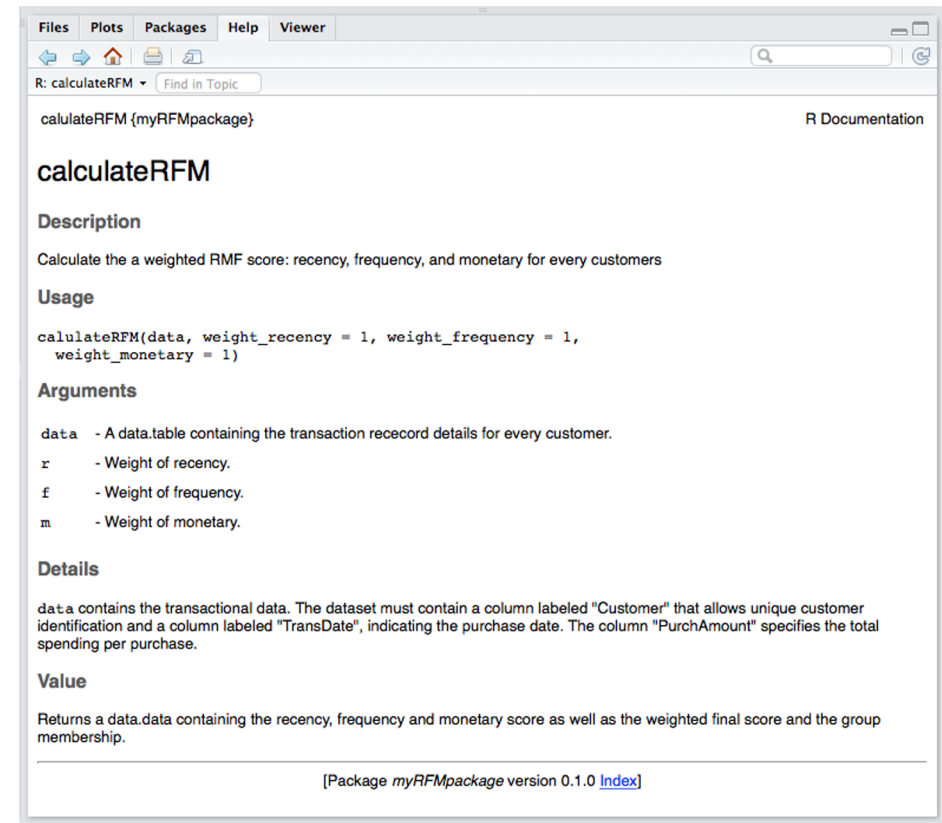 Files Plots Packages Help Viewer
R: calculateRFM Find in Topic
calulateRFM {myRFMpackage} R Documentation
calculateRFM
Description
Calculate the a weighted RMF score: recency, frequency, and monetary for every customers
Usage
calulateRFM(data, weight_recency = 1, weight_frequency = 1,
weight_monetary = 1)
Arguments
data - A data.table containing the transaction rececord details for every customer.
r - Weight of recency.
f - Weight of frequency.
m - Weight of monetary.
Details
data contains the transactional data. The dataset must contain a column labeled "Customer" that allows unique customer
identification and a column labeled "TransDate", indicating the purchase date. The column "PurchAmount" specifies the total
spending per purchase.
Value
Returns a data.data containing the recency, frequency and monetary score as well as the weighted final score and the group
membership.
[Package myRFMpackage version 0.1.0 Index]